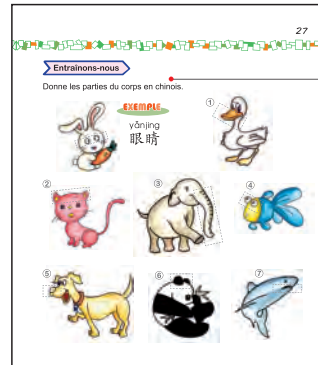 27
Entraînons-nous
Donne les parties du corps en chinois.
EXEMPLE
yǎnjing
眼睛
①
②
③
④
⑤
⑥
⑦